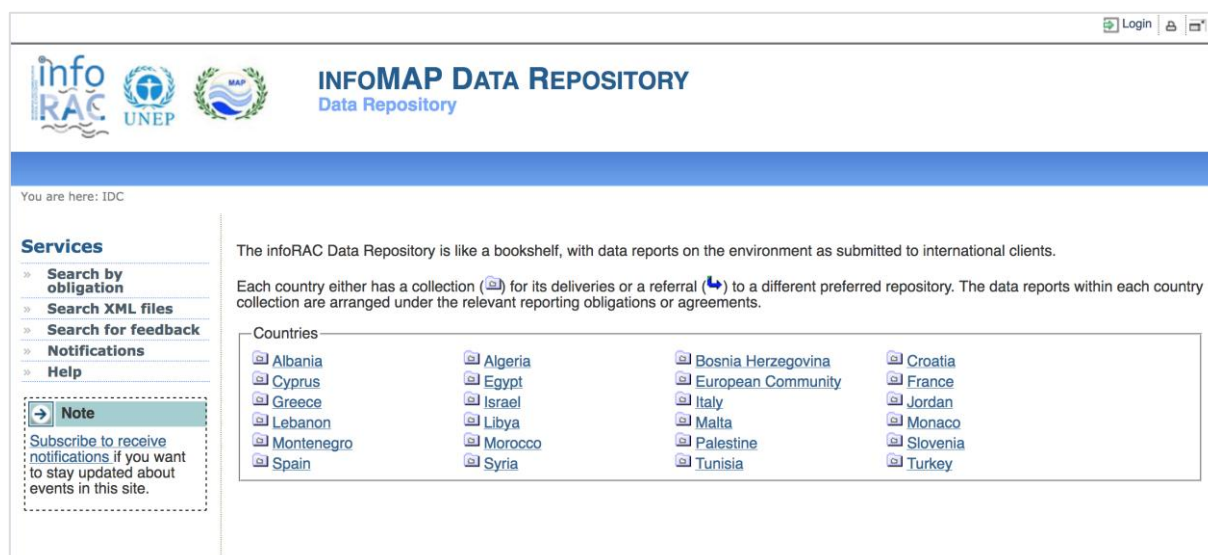 Login
info
RAC
UNEP
MAP
INFOMAP DATA REPOSITORY
Data Repository
You are here: IDC
Services
» Search by
obligation
» Search XML files
» Search for feedback
» Notifications
» Help
Note
Subscribe to receive
notifications if you want
to stay updated about
events in this site.
The infoRAC Data Repository is like a bookshelf, with data reports on the environment as submitted to international clients.
Each country either has a collection ( ) for its deliveries or a referral ( ) to a different preferred repository. The data reports within each country
collection are arranged under the relevant reporting obligations or agreements.
Countries
Albania Algeria Bosnia Herzegovina Croatia
Cyprus Egypt European Community France
Greece Israel Italy Jordan
Lebanon Libya Malta Monaco
Montenegro Morocco Palestine Slovenia
Spain Syria Tunisia Turkey